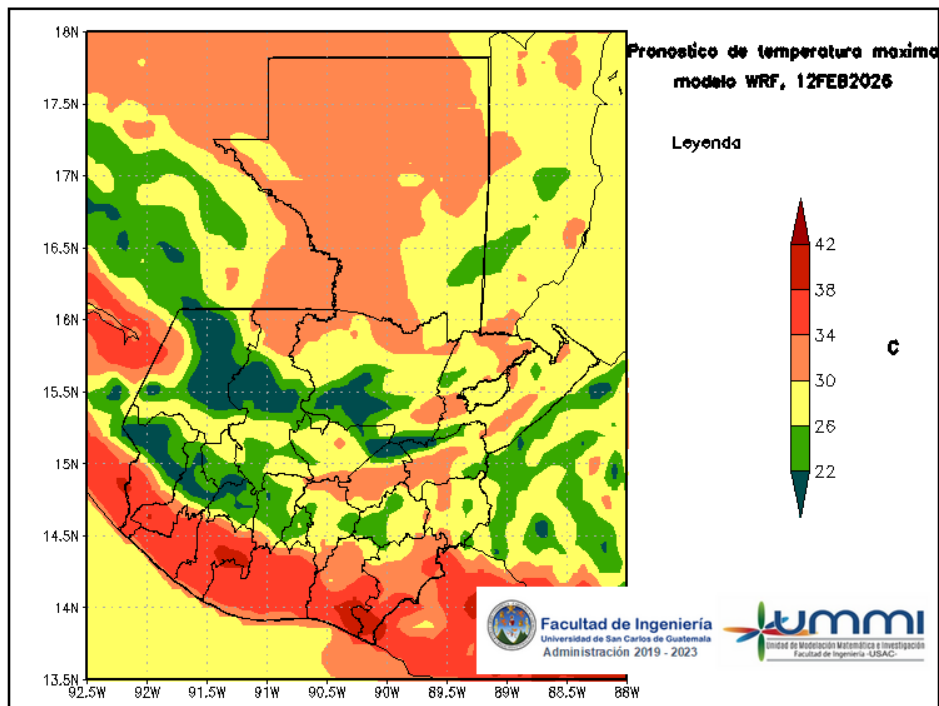 Pronostico de temperatura maxima
modelo WRF, 12FEB2026
Leyenda
42
38
34
30
26
22
C
18N
17.5N
17N
16.5N
16N
15.5N
15N
14.5N
14N
13.5N
92.5W
92W
91.5W
91W
90.5W
90W
89.5W
89W
88.5W
88W
Facultad de Ingeniería
Universidad de San Carlos de Guatemala
Administración 2019 - 2023
ummi
Unidad de Modelación Matemática e Investigación
Facultad de Ingeniería -USAC-